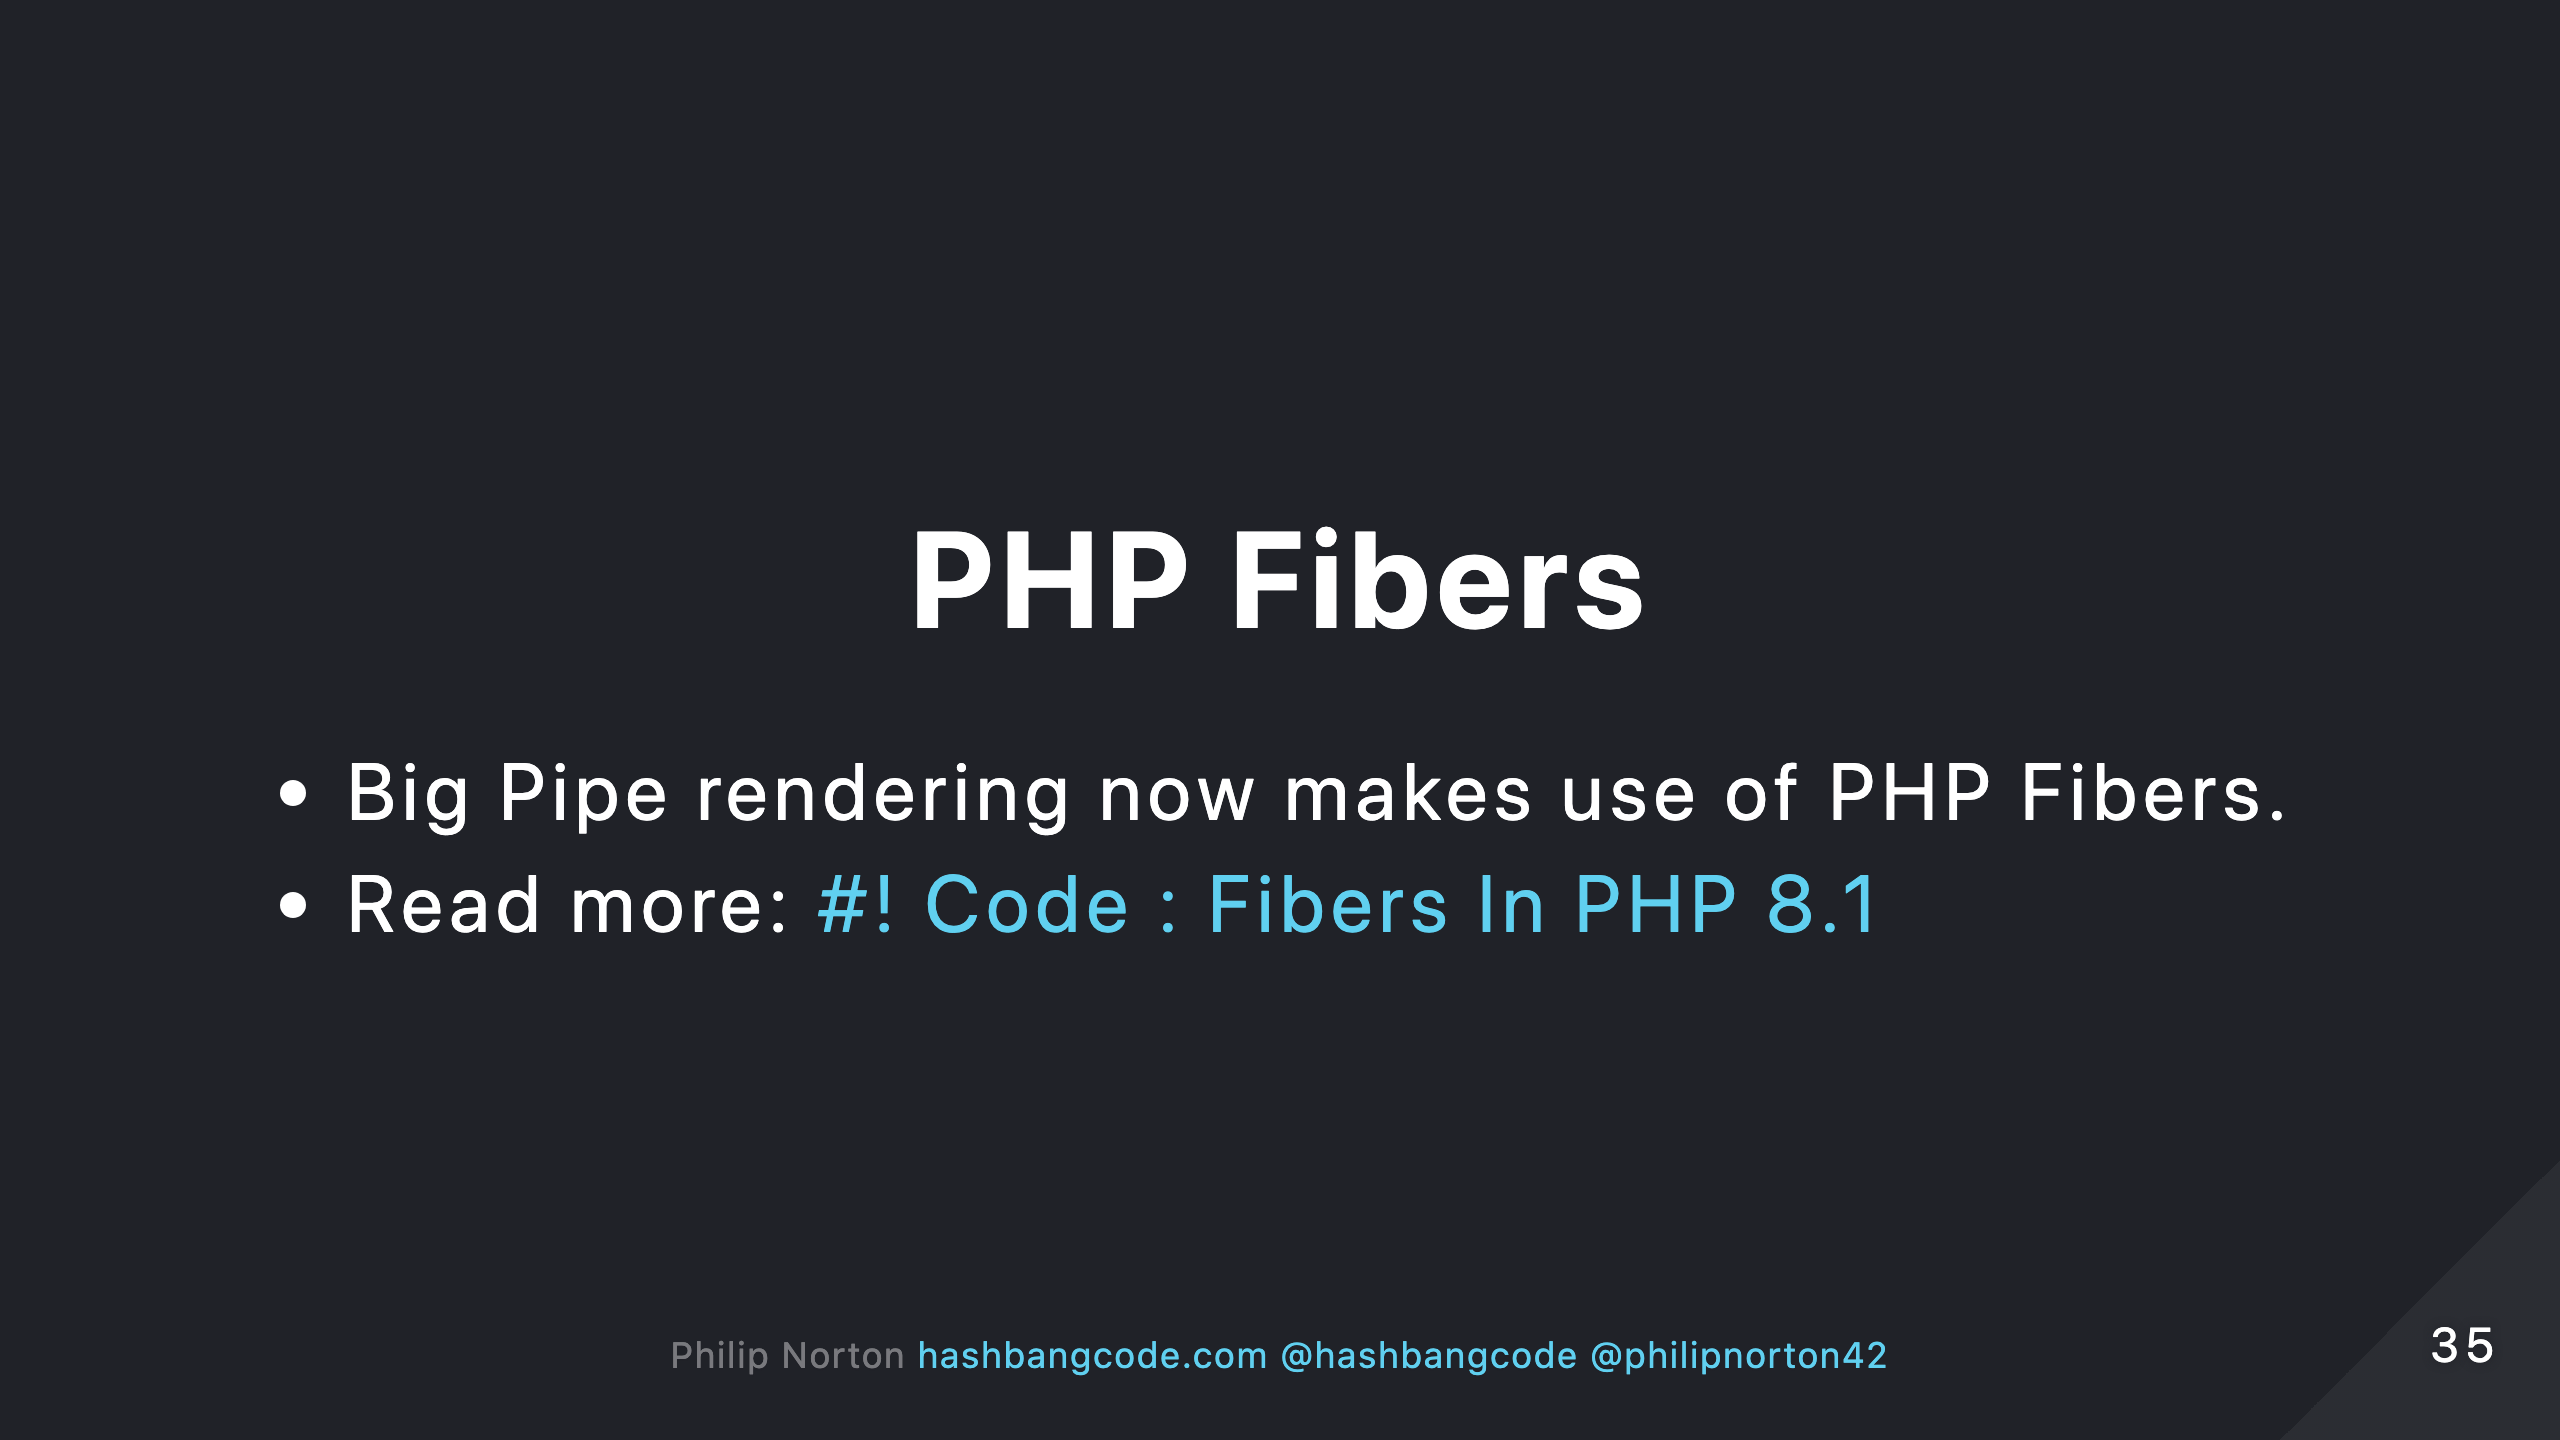 PHP Fibers
• Big Pipe rendering now makes use of PHP Fibers.
• Read more: #! Code : Fibers In PHP 8.1
Philip Norton hashbangcode.com @hashbangcode @philipnorton42
35